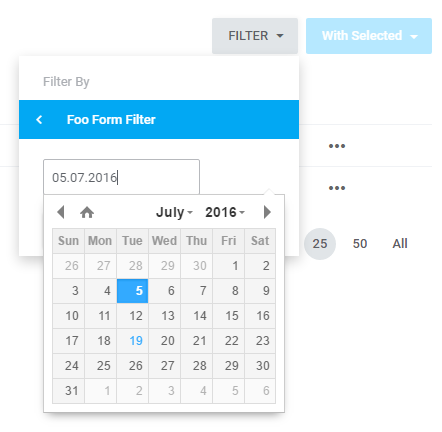 FILTER With Selected
Filter By
Foo Form Filter
05.07.2016
July 2016
Sun Mon Tue Wed Thu Fri Sat
26 27 28 29 30 1 2
3 4 5 6 7 8 9
10 11 12 13 14 15 16
17 18 19 20 21 22 23
24 25 26 27 28 29 30
31 1 2 3 4 5 6
25 50 All